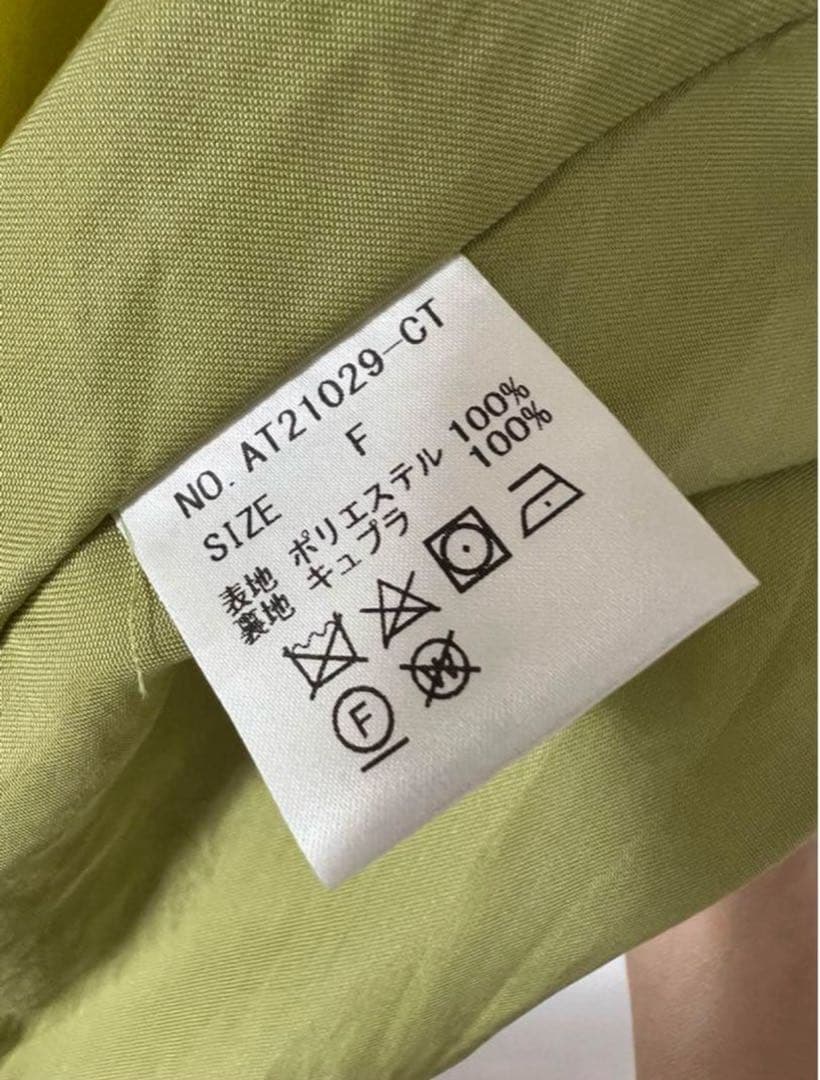 NO. AT21029-CT
SIZE F
表地 ポリエステル 100%
裏地 キュプラ 100%
F
W